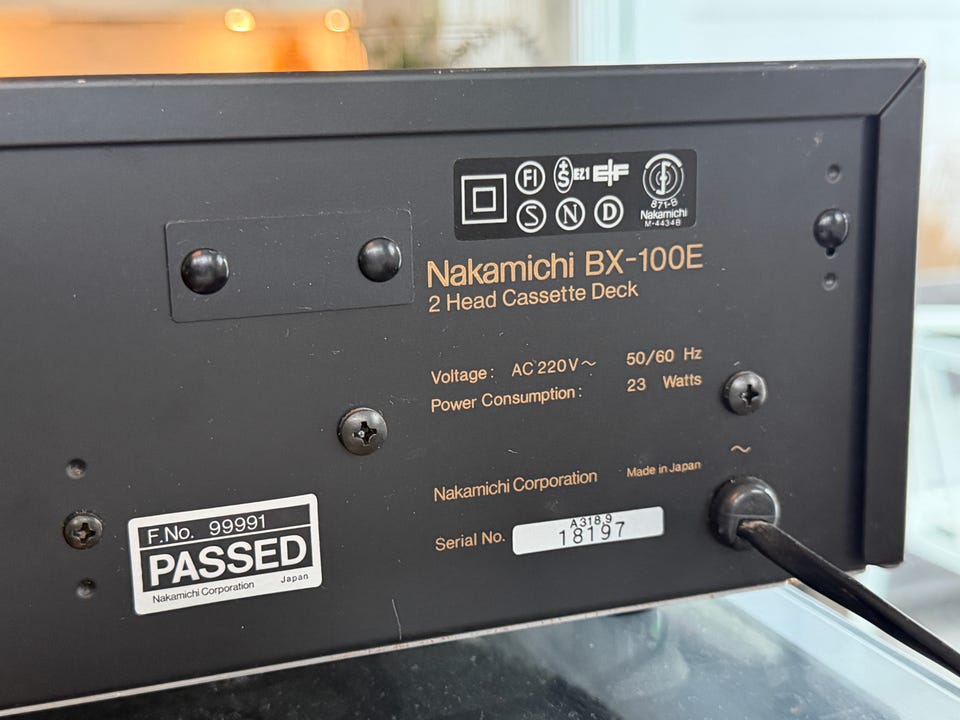 FI S EZ1
S N D
871-B
Nakamichi
M-4434B
Nakamichi BX-100E
2 Head Cassette Deck
Voltage: AC 220V~ 50/60 Hz
Power Consumption: 23 Watts
~
Nakamichi Corporation Made in Japan
Serial No. A318 9
18197
F.No. 99991
PASSED
Nakamichi Corporation Japan